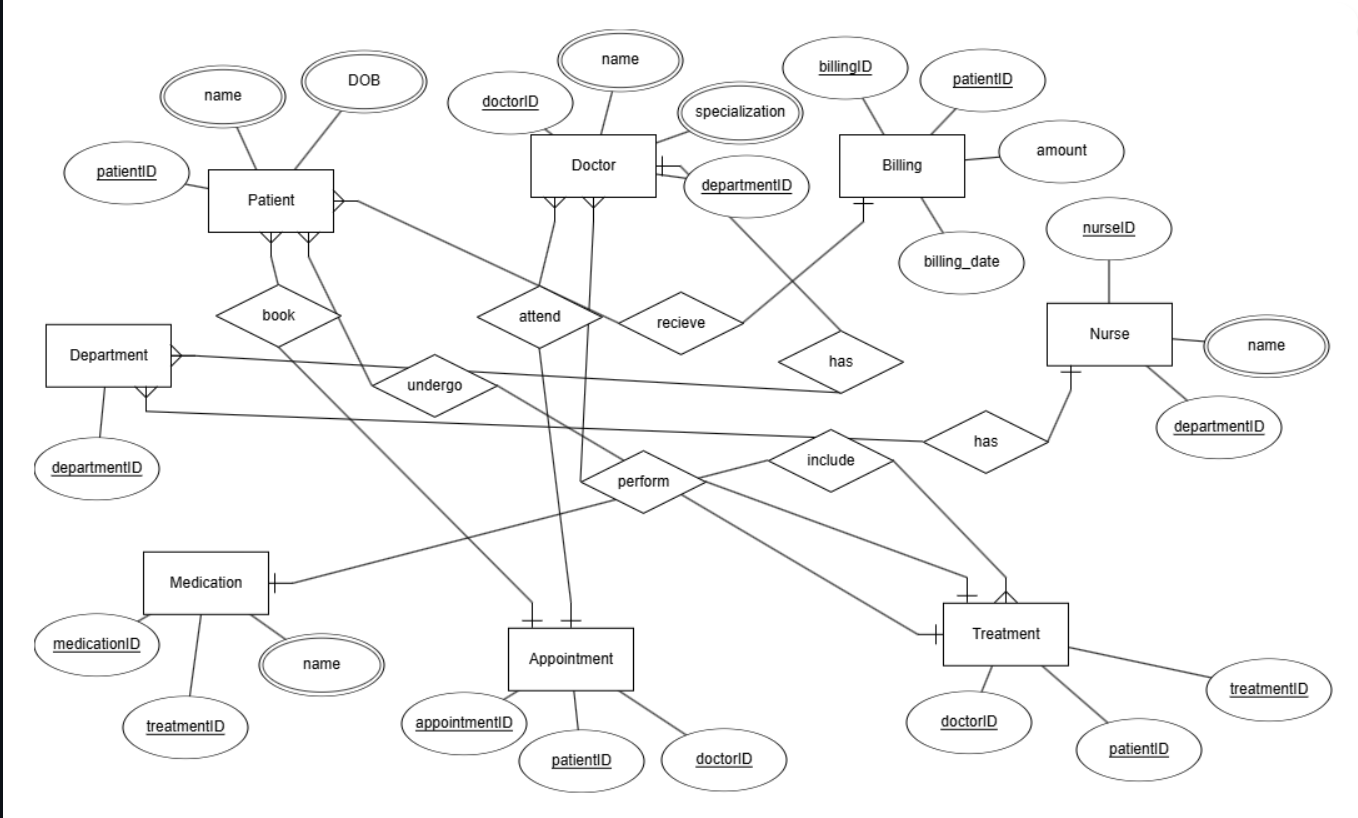 name
DOB
patientID
Patient
doctorID
name
specialization
Doctor
departmentID
billingID
patientID
amount
Billing
billing_date
nurseID
Nurse
name
departmentID
book
attend
recieve
has
Department
undergo
departmentID
has
include
perform
Medication
medicationID
name
treatmentID
Appointment
appointmentID
patientID
doctorID
Treatment
treatmentID
doctorID
patientID